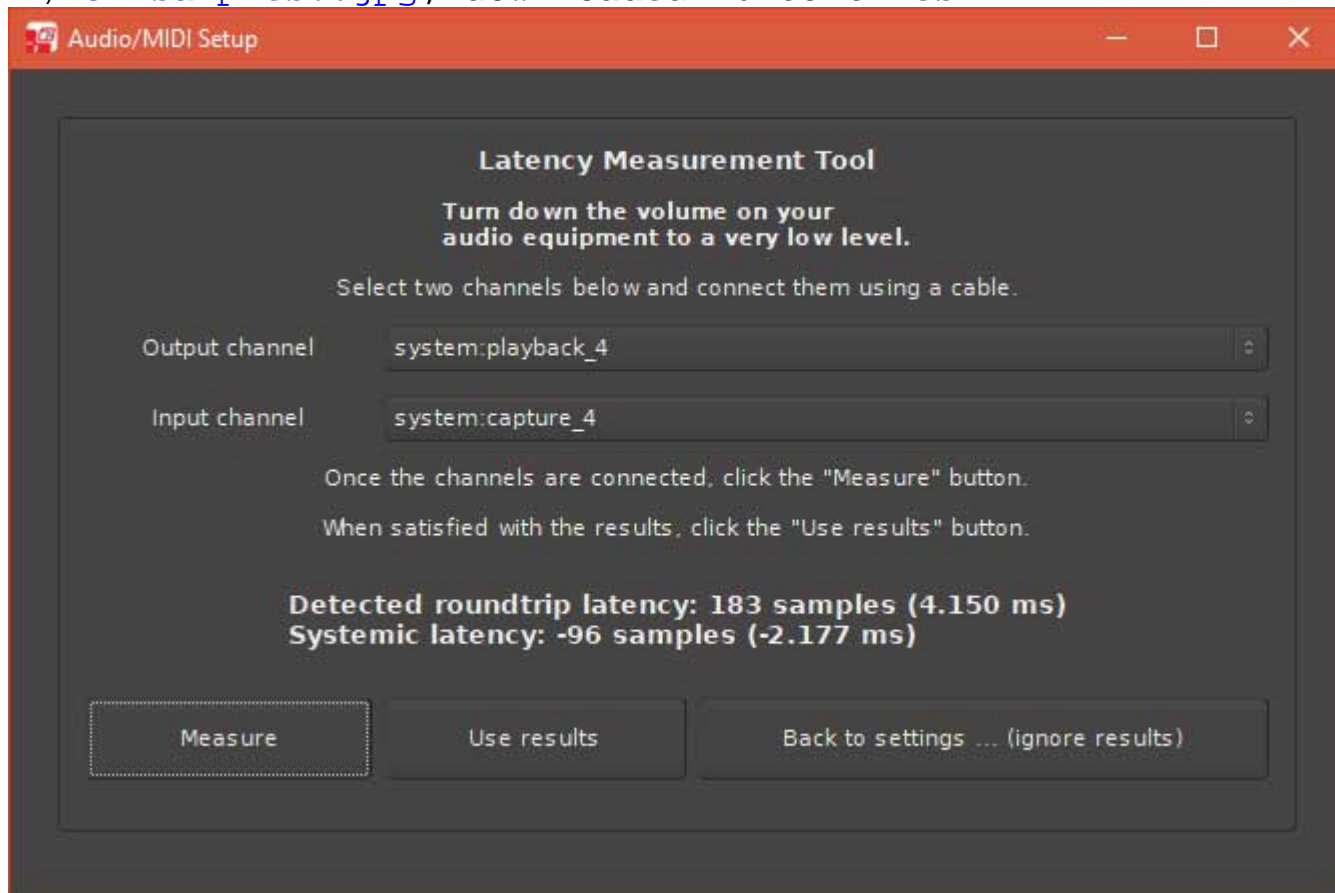 Audio/MIDI Setup
Latency Measurement Tool
Turn down the volume on your
audio equipment to a very low level.
Select two channels below and connect them using a cable.
Output channel system:playback_4
Input channel system:capture_4
Once the channels are connected, click the "Measure" button.
When satisfied with the results, click the "Use results" button.
Detected roundtrip latency: 183 samples (4.150 ms)
Systemic latency: -96 samples (-2.177 ms)
Measure Use results Back to settings ... (ignore results)